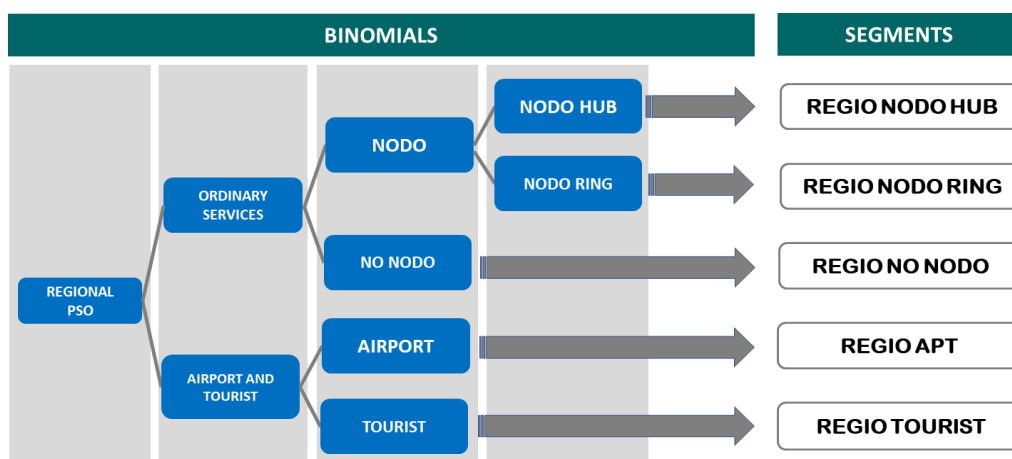 BINOMIALS
SEGMENTS
REGIONAL
PSO
ORDINARY
SERVICES
AIRPORT AND
TOURIST
NODO
NO NODO
AIRPORT
TOURIST
NODO HUB
NODO RING
REGIO NODO HUB
REGIO NODO RING
REGIO NO NODO
REGIO APT
REGIO TOURIST